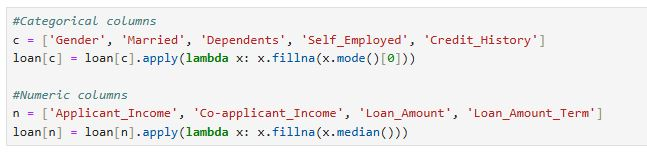 #Categorical columns
c = ['Gender', 'Married', 'Dependents', 'Self_Employed', 'Credit_History']
loan[c] = loan[c].apply(lambda x: x.fillna(x.mode()[0]))
#Numeric columns
n = ['Applicant_Income', 'Co-applicant_Income', 'Loan_Amount', 'Loan_Amount_Term']
loan[n] = loan[n].apply(lambda x: x.fillna(x.median()))